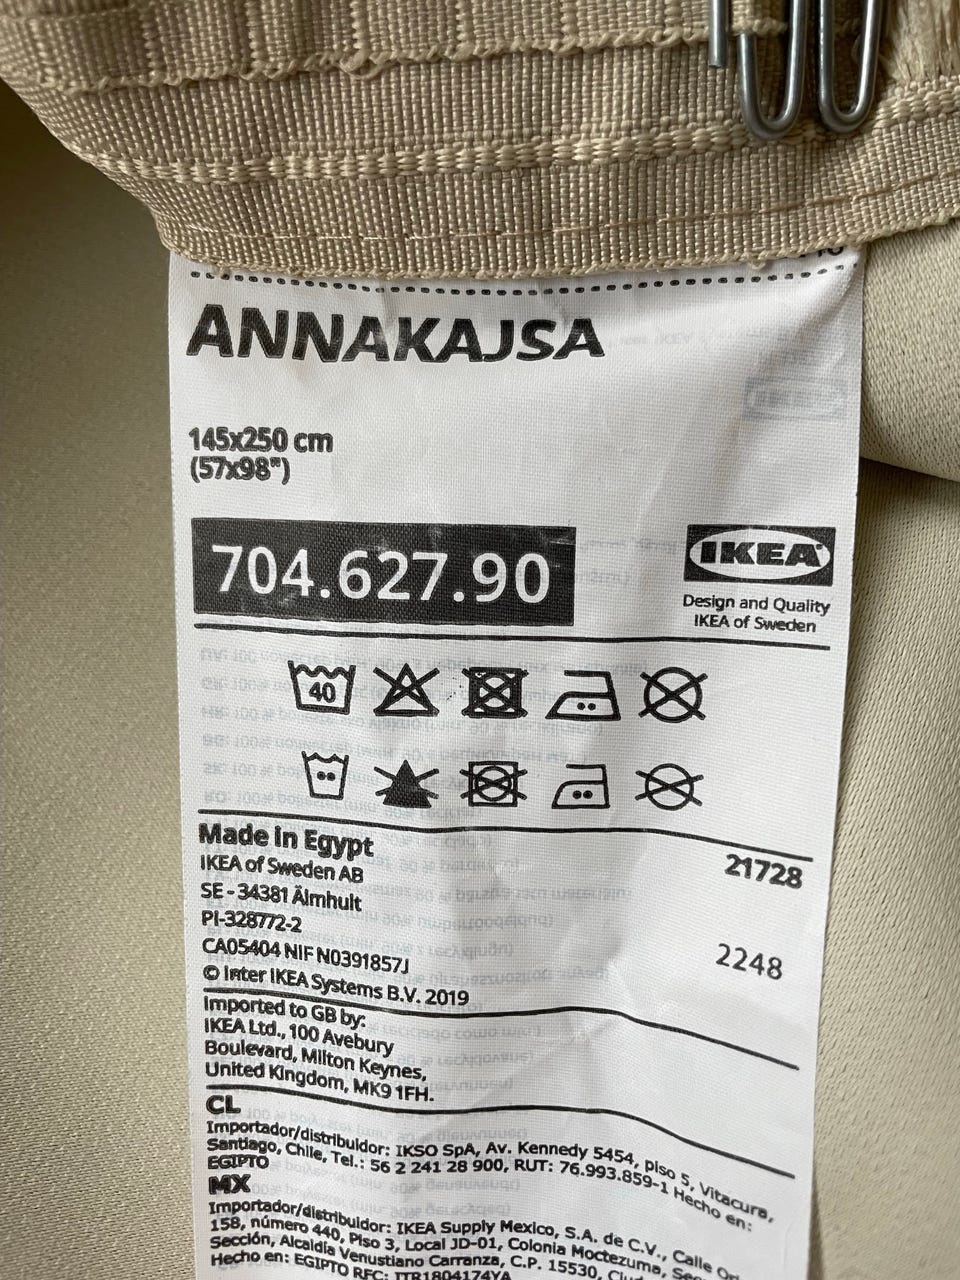 ANNAKAJSA
145x250 cm
(57x98")
704.627.90
IKEA
Design and Quality
IKEA of Sweden
40
Made in Egypt
21728
IKEA of Sweden AB
SE - 34381 Älmhult
PI-328772-2
2248
CA05404 NIF N0391857J
© Inter IKEA Systems B.V. 2019
Imported to GB by:
IKEA Ltd., 100 Avebury
Boulevard, Milton Keynes,
United Kingdom, MK9 1FH.
CL
Importador/distribuidor: IKSO SpA, Av. Kennedy 5454, piso 5, Vitacura,
Santiago, Chile, Tel.: 56 2 241 28 900, RUT: 76.993.859-1 Hecho en:
EGIPTO
MX
Importador/distribuidor: IKEA Supply Mexico, S.A. de C.V., Calle
158, número 440, Piso 3, Local JD-01, Colonia Moctezuma,
Sección, Alcaldía Venustiano Carranza, C.P. 15530,
Hecho en: EGIPTO RFC: ITR1804174YA